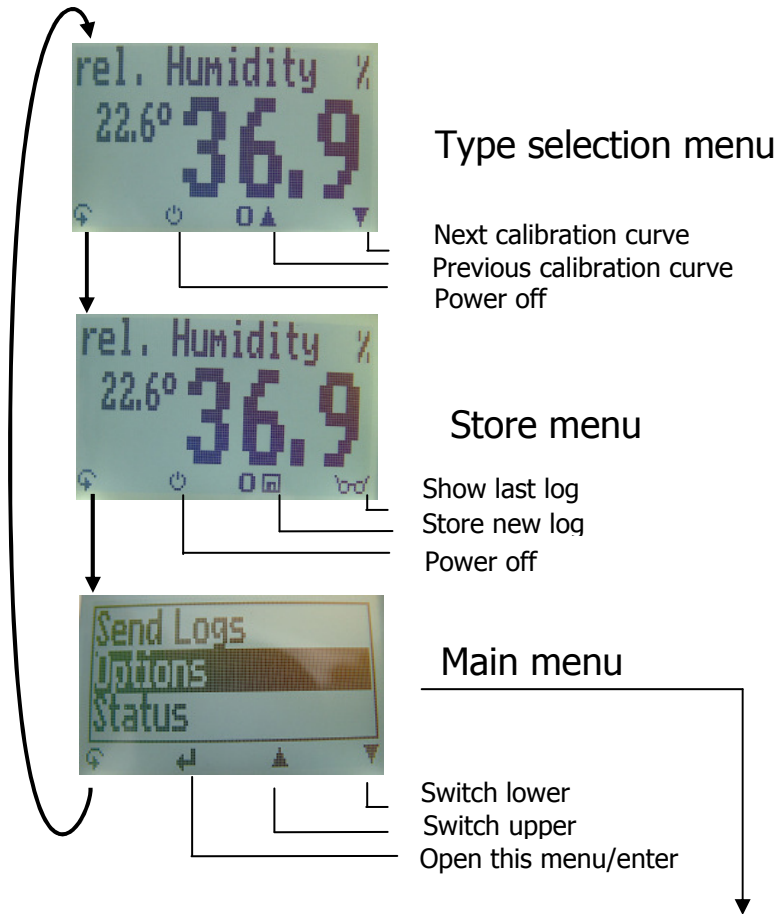 rel. Humidity %
22.6° 36.9
0
Type selection menu
Next calibration curve
Previous calibration curve
Power off
rel. Humidity %
22.6° 36.9
0
Store menu
Show last log
Store new log
Power off
Send Logs
Options
Status
Main menu
Switch lower
Switch upper
Open this menu/enter